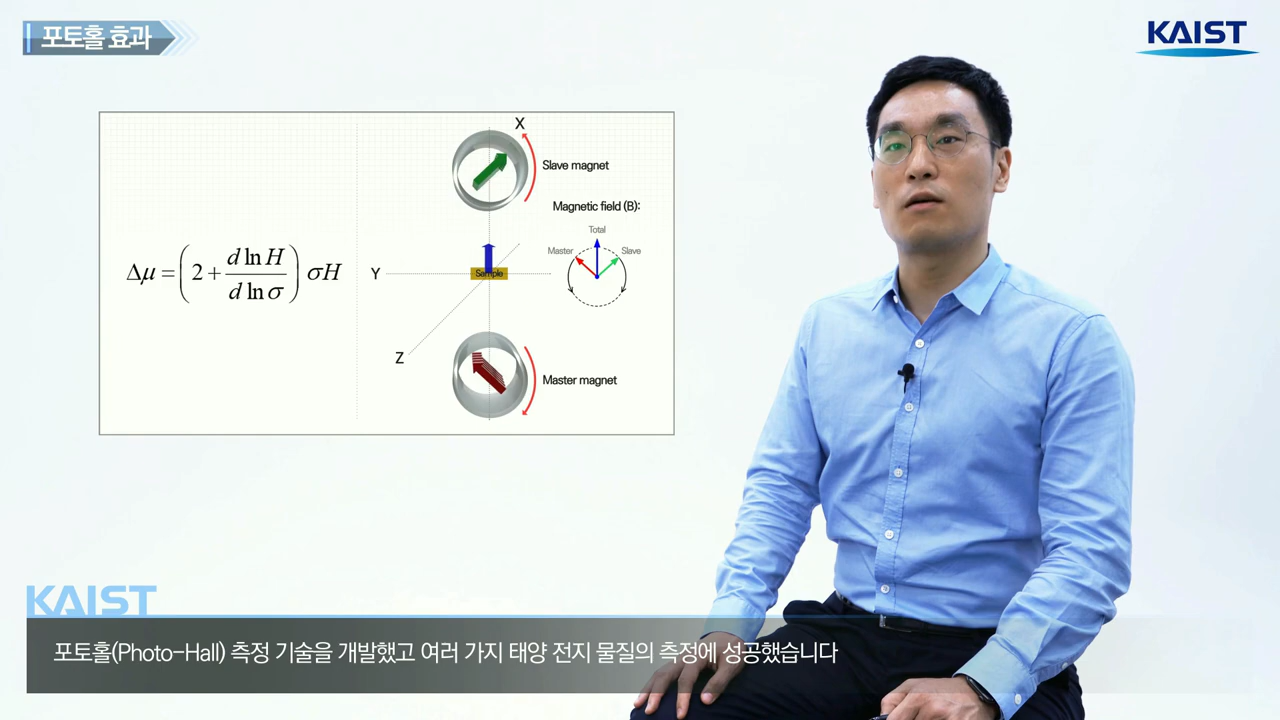 포토홀 효과
KAIST
X
Slave magnet
Magnetic field (B):
Total
Master
Slave
Δμ = (2 + d ln H / d ln σ) σH
Y
Sample
Z
Master magnet
KAIST
포토홀(Photo-Hall) 측정 기술을 개발했고 여러 가지 태양 전지 물질의 측정에 성공했습니다